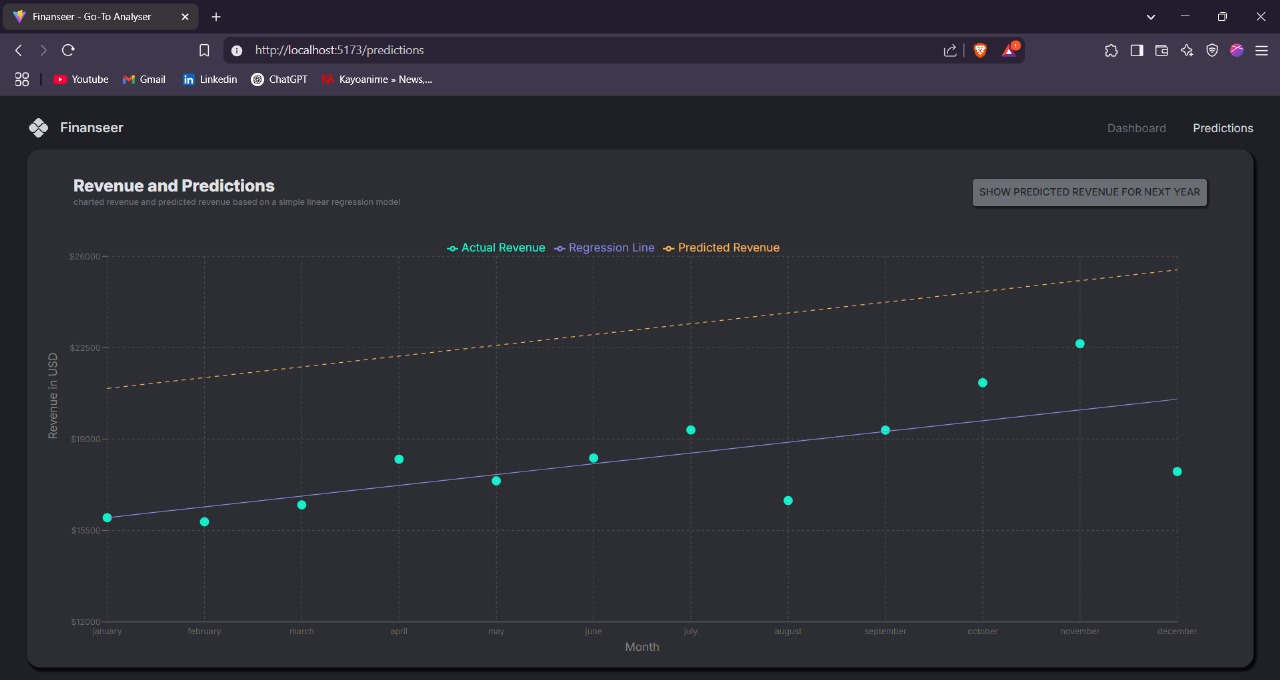 Finanseer - Go-To Analyser
http://localhost:5173/predictions
1
Youtube Gmail Linkedin ChatGPT KA Kayoanime » News,...
Finanseer Dashboard Predictions
Revenue and Predictions
charted revenue and predicted revenue based on a simple linear regression model
SHOW PREDICTED REVENUE FOR NEXT YEAR
Actual Revenue Regression Line Predicted Revenue
$26000
$22500
$19000
$15500
$12000
Revenue in USD
january february march april may june july august september october november december
Month